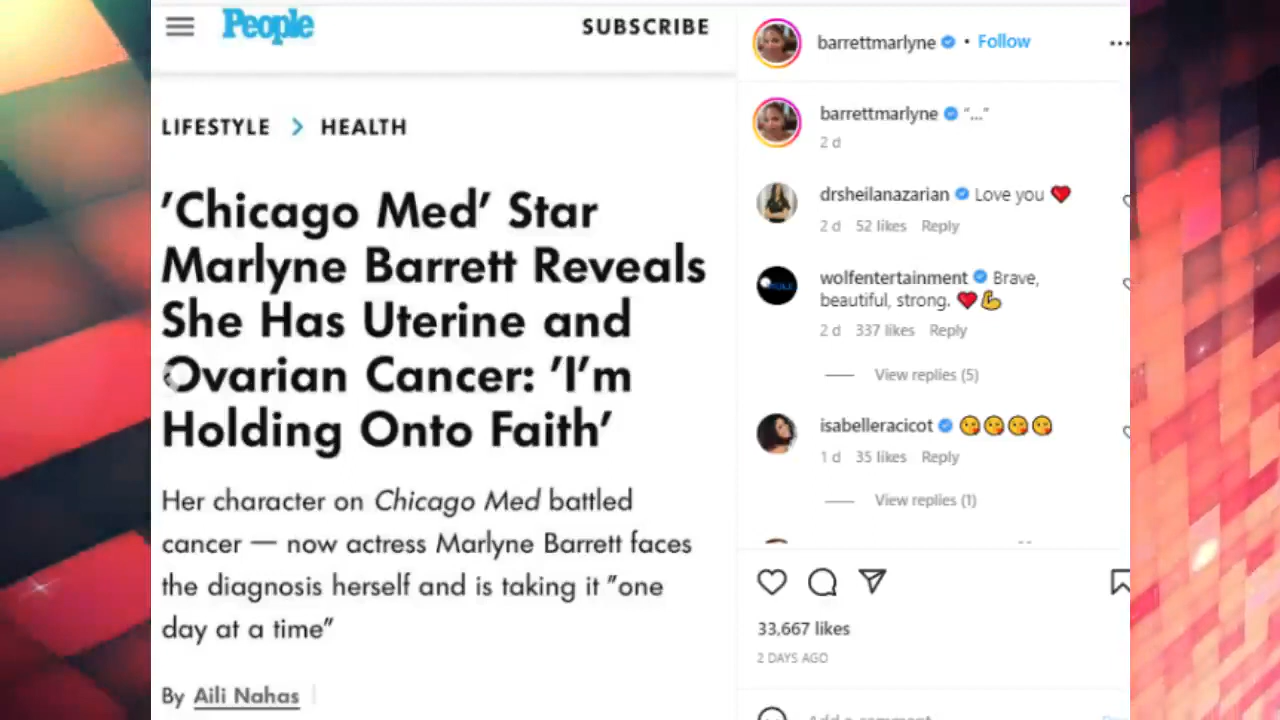 People
SUBSCRIBE
LIFESTYLE > HEALTH
'Chicago Med' Star
Marlyne Barrett Reveals
She Has Uterine and
Ovarian Cancer: 'I'm
Holding Onto Faith'
Her character on Chicago Med battled
cancer — now actress Marlyne Barrett faces
the diagnosis herself and is taking it "one
day at a time"
By Aili Nahas
barrettmarlyne • Follow
barrettmarlyne "..."
2 d
drsheilanazarian Love you ❤️
2 d 52 likes Reply
wolfentertainment Brave,
beautiful, strong. ❤️💪
2 d 337 likes Reply
View replies (5)
isabelleracicot 😘😘😘😘
1 d 35 likes Reply
View replies (1)
33,667 likes
2 DAYS AGO
Add a comment...